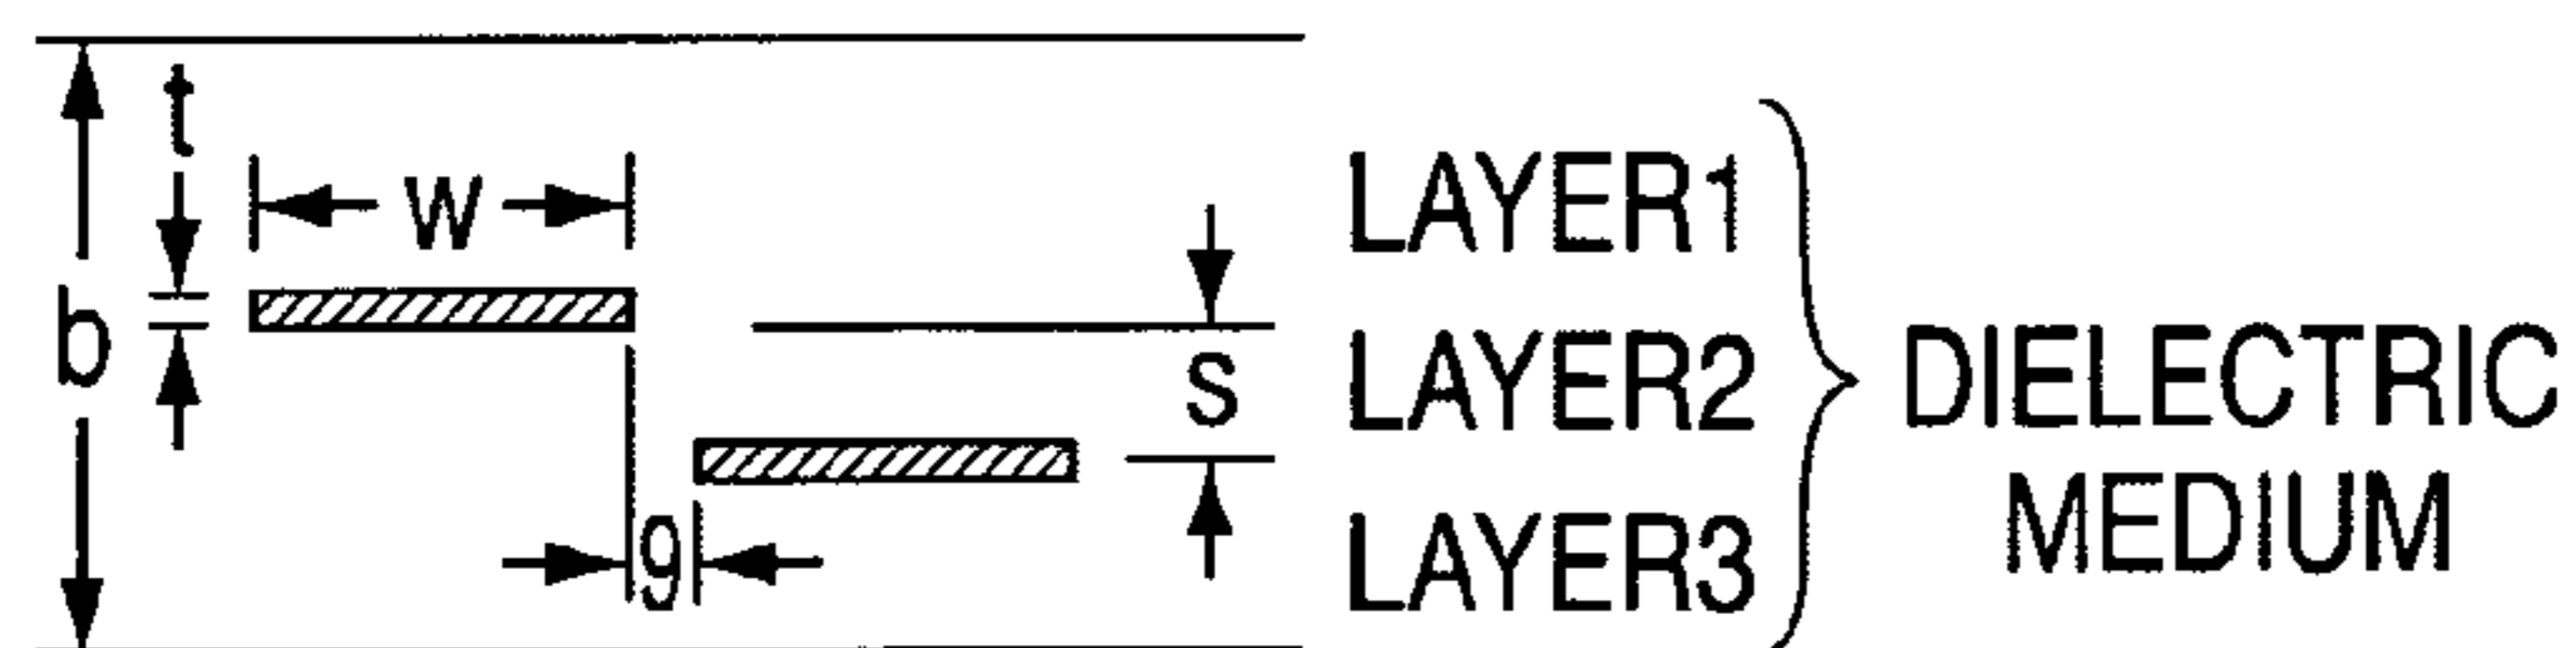 t
W
b
S
g
LAYER1
LAYER2
LAYER3
DIELECTRIC
MEDIUM